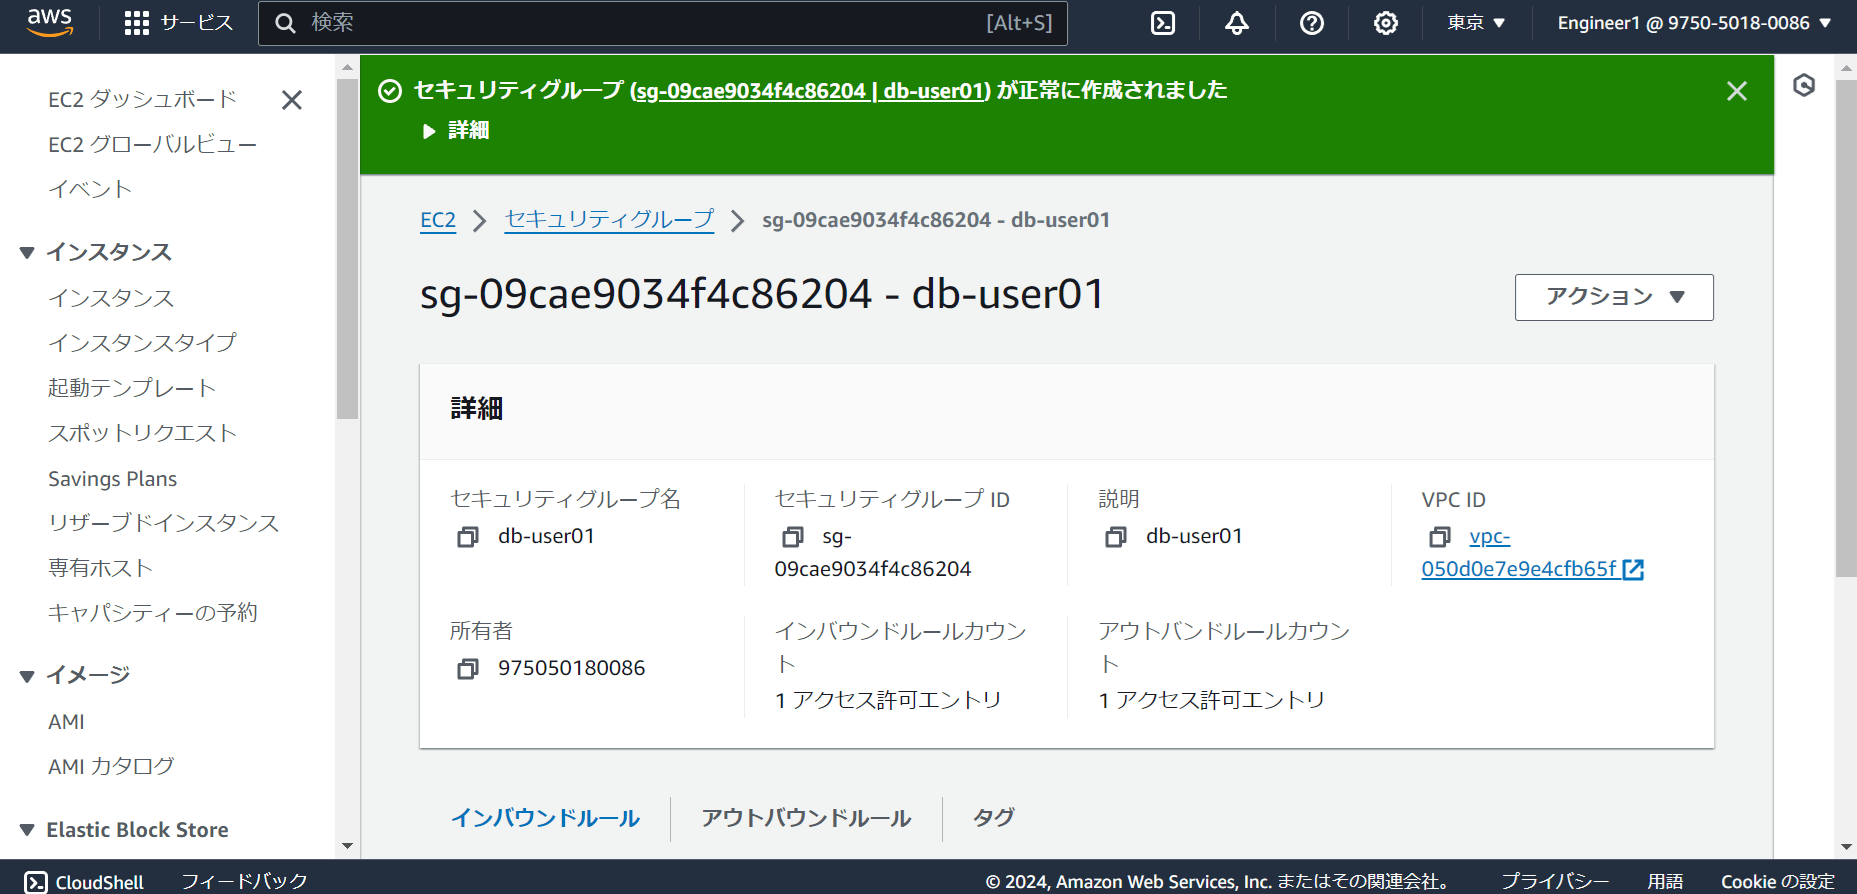 aws
サービス
検索
[Alt+S]
東京 ▼
Engineer1 @ 9750-5018-0086 ▼
EC2 ダッシュボード
EC2 グローバルビュー
イベント
▼ インスタンス
インスタンス
インスタンスタイプ
起動テンプレート
スポットリクエスト
Savings Plans
リザーブドインスタンス
専有ホスト
キャパシティーの予約
▼ イメージ
AMI
AMI カタログ
▼ Elastic Block Store
セキュリティグループ (sg-09cae9034f4c86204 | db-user01) が正常に作成されました
▶ 詳細
EC2 > セキュリティグループ > sg-09cae9034f4c86204 - db-user01
sg-09cae9034f4c86204 - db-user01
アクション ▼
詳細
セキュリティグループ名
db-user01
セキュリティグループ ID
sg-
09cae9034f4c86204
説明
db-user01
VPC ID
vpc-
050d0e7e9e4cfb65f
所有者
975050180086
インバウンドルールカウン
ト
1 アクセス許可エントリ
アウトバンドルールカウン
ト
1 アクセス許可エントリ
インバウンドルール
アウトバウンドルール
タグ
CloudShell
フィードバック
© 2024, Amazon Web Services, Inc. またはその関連会社。
プライバシー
用語
Cookie の設定